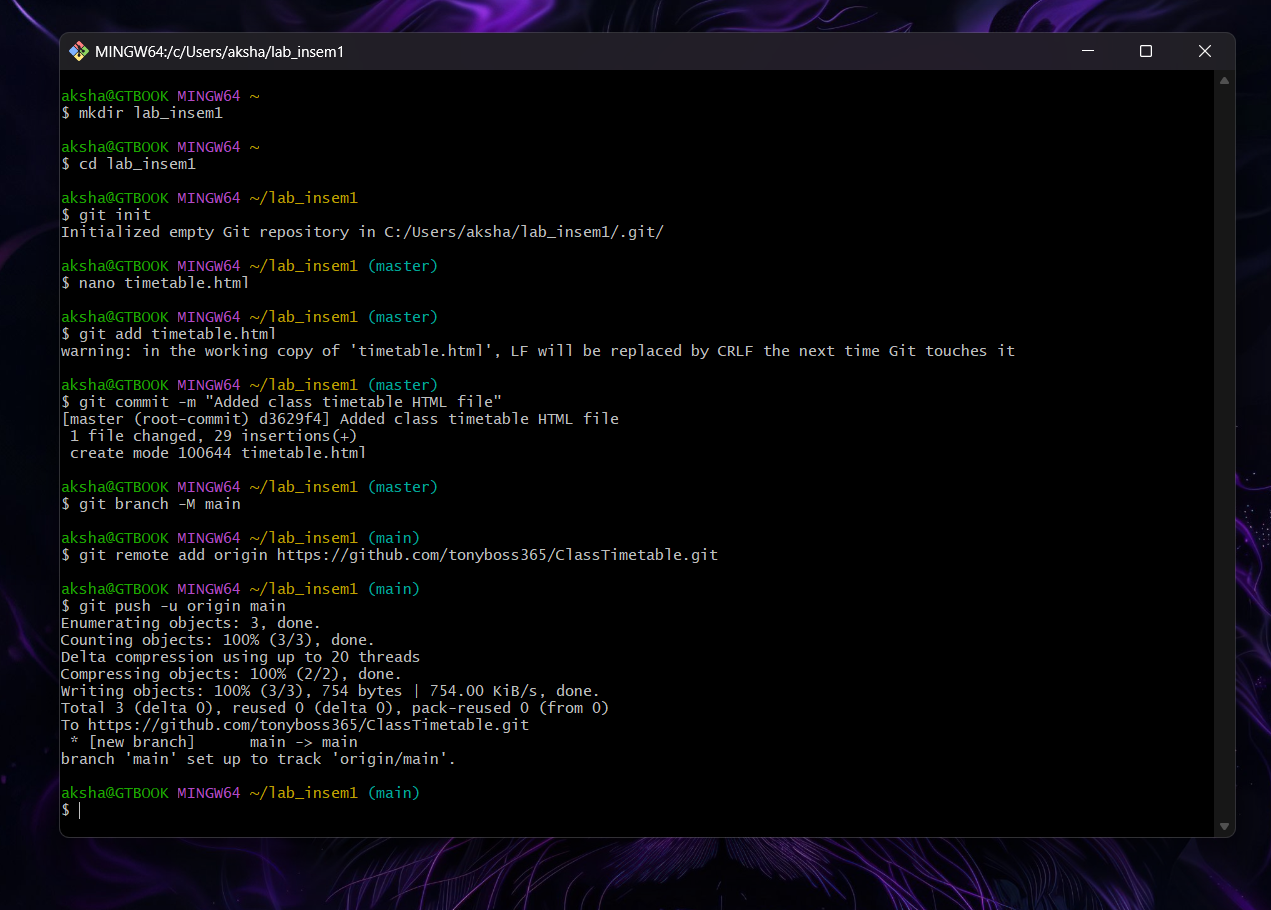 MINGW64:/c/Users/aksha/lab_insem1
aksha@GTBOOK MINGW64 ~
$ mkdir lab_insem1
aksha@GTBOOK MINGW64 ~
$ cd lab_insem1
aksha@GTBOOK MINGW64 ~/lab_insem1
$ git init
Initialized empty Git repository in C:/Users/aksha/lab_insem1/.git/
aksha@GTBOOK MINGW64 ~/lab_insem1 (master)
$ nano timetable.html
aksha@GTBOOK MINGW64 ~/lab_insem1 (master)
$ git add timetable.html
warning: in the working copy of 'timetable.html', LF will be replaced by CRLF the next time Git touches it
aksha@GTBOOK MINGW64 ~/lab_insem1 (master)
$ git commit -m "Added class timetable HTML file"
[master (root-commit) d3629f4] Added class timetable HTML file
 1 file changed, 29 insertions(+)
 create mode 100644 timetable.html
aksha@GTBOOK MINGW64 ~/lab_insem1 (master)
$ git branch -M main
aksha@GTBOOK MINGW64 ~/lab_insem1 (main)
$ git remote add origin https://github.com/tonyboss365/ClassTimetable.git
aksha@GTBOOK MINGW64 ~/lab_insem1 (main)
$ git push -u origin main
Enumerating objects: 3, done.
Counting objects: 100% (3/3), done.
Delta compression using up to 20 threads
Compressing objects: 100% (2/2), done.
Writing objects: 100% (3/3), 754 bytes | 754.00 KiB/s, done.
Total 3 (delta 0), reused 0 (delta 0), pack-reused 0 (from 0)
To https://github.com/tonyboss365/ClassTimetable.git
 * [new branch]      main -> main
branch 'main' set up to track 'origin/main'.
aksha@GTBOOK MINGW64 ~/lab_insem1 (main)
$